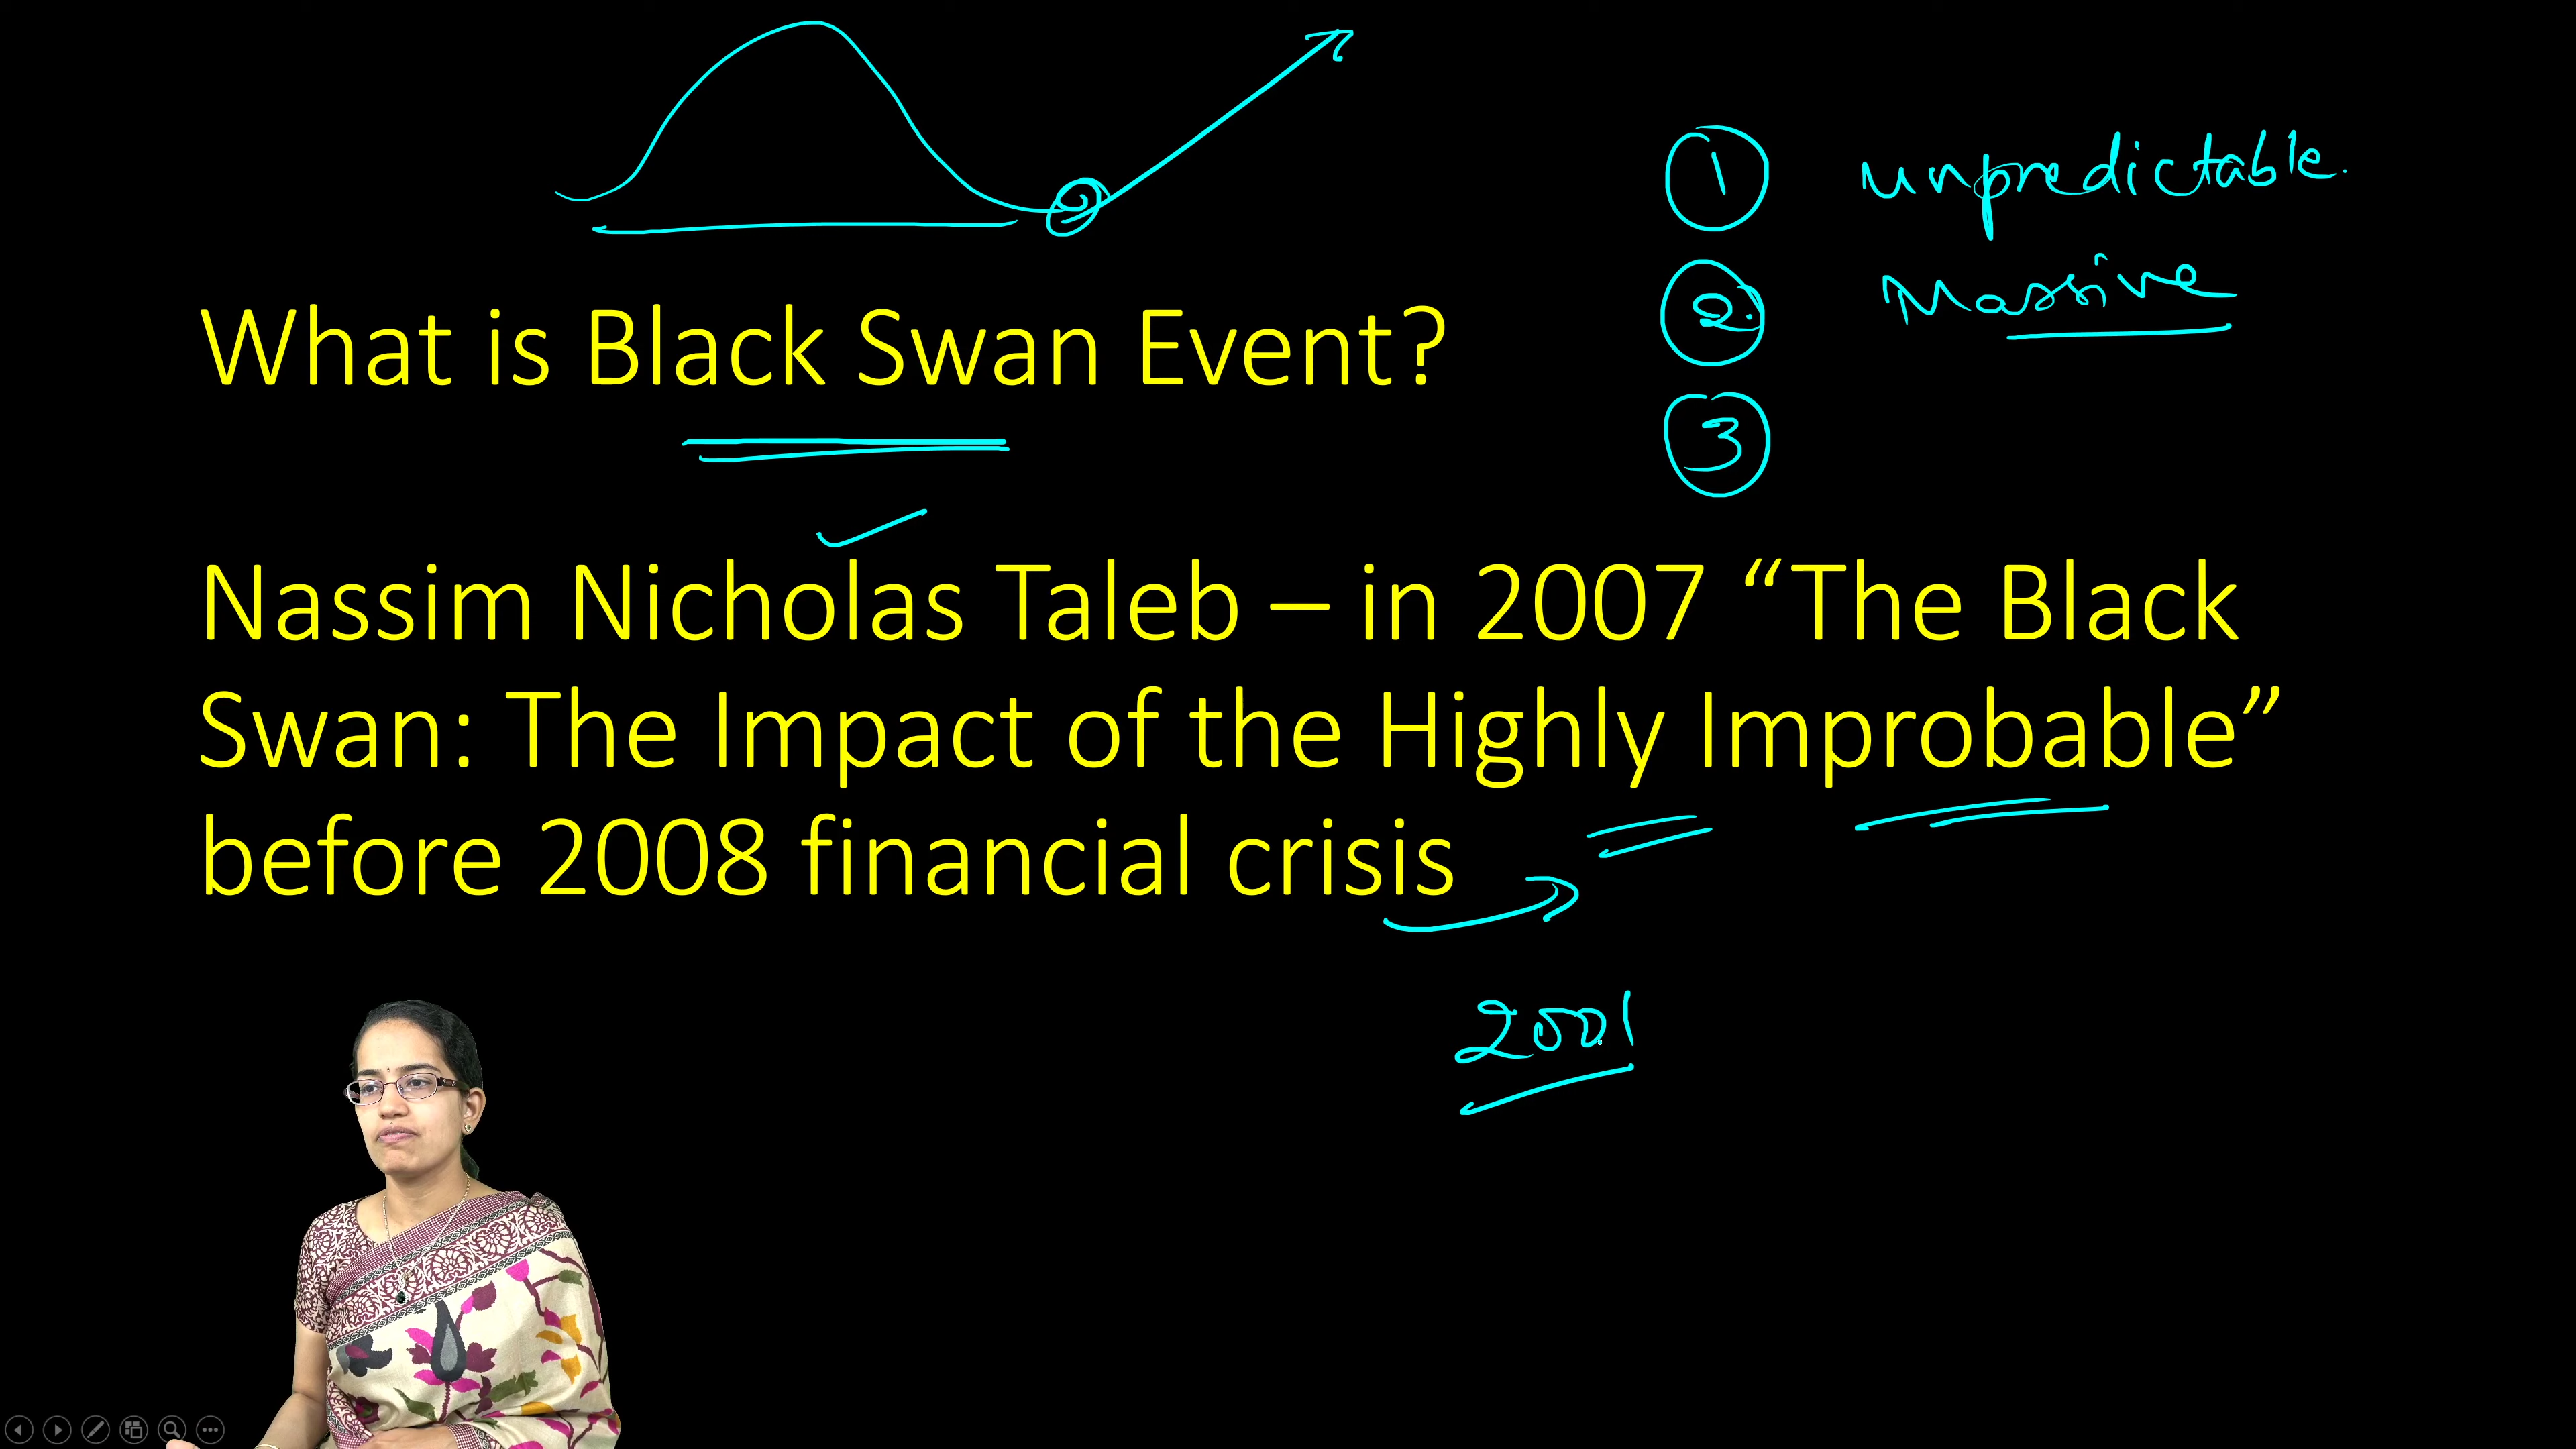 ① unpredictable.
② Massive
③
What is Black Swan Event?
Nassim Nicholas Taleb – in 2007 “The Black
Swan: The Impact of the Highly Improbable”
before 2008 financial crisis
2001